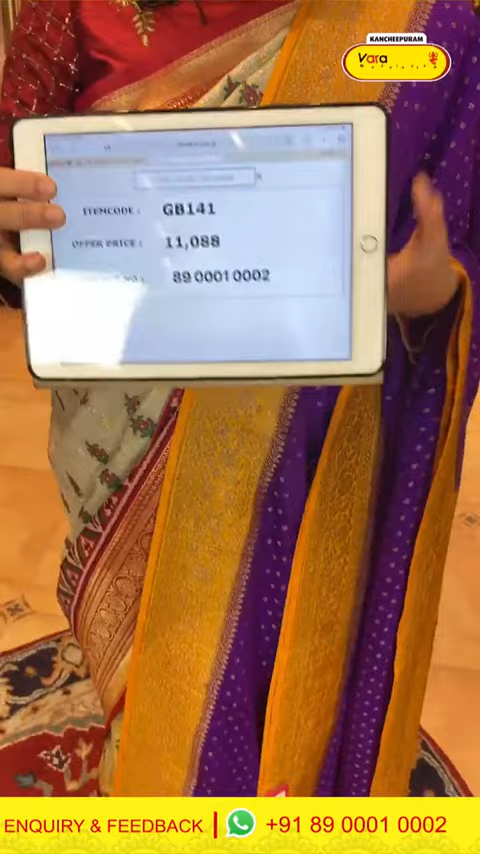 KANCHEEPURAM
Vara
ITEMCODE : GB141
OFFER PRICE : 11,088
89 0001 0002
ENQUIRY & FEEDBACK | +91 89 0001 0002